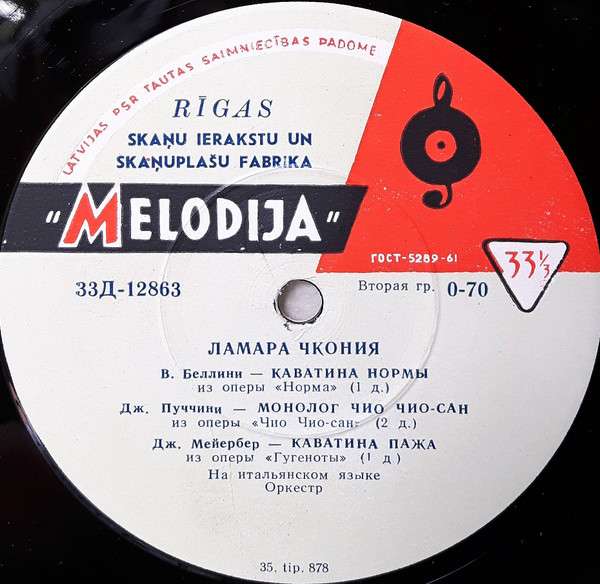 LATVIJAS PSR TAUTAS SAIMNIECĪBAS PADOME
RĪGAS
SKAŅU IERAKSTU UN
SKAŅUPLAŠU FABRIKA
"MELODIJA"
ГОСТ-5289-61
33⅓
33Д-12863
Вторая гр. 0-70
ЛАМАРА ЧКОНИЯ
В. Беллини — КАВАТИНА НОРМЫ
из оперы «Норма» (1 д.)
Дж. Пуччини — МОНОЛОГ ЧИО ЧИО-САН
из оперы «Чио Чио-сан» (2 д.)
Дж. Мейербер — КАВАТИНА ПАЖА
из оперы «Гугеноты» (1 д)
На итальянском языке
Оркестр
35. tip. 878